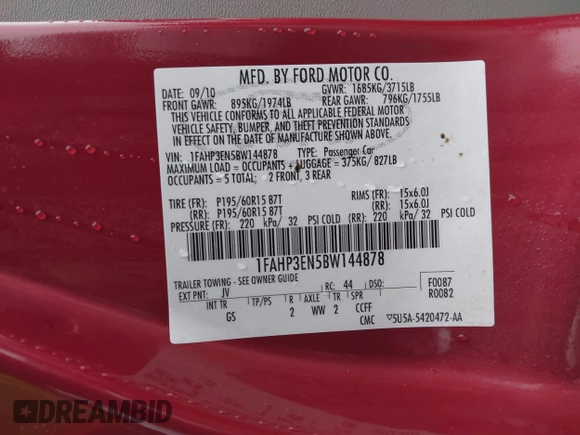 MFD. BY FORD MOTOR CO.
DATE: 09/10 GVWR: 1685KG/3715LB
FRONT GAWR: 895KG/1974LB REAR GAWR: 796KG/1755LB
THIS VEHICLE CONFORMS TO ALL APPLICABLE FEDERAL MOTOR
VEHICLE SAFETY, BUMPER, AND THEFT PREVENTION STANDARDS
IN EFFECT ON THE DATE OF MANUFACTURE SHOWN ABOVE.
VIN: 1FAHP3EN5BW144878 TYPE: Passenger Car
MAXIMUM LOAD = OCCUPANTS + LUGGAGE = 375KG/ 827LB
OCCUPANTS = 5 TOTAL: 2 FRONT, 3 REAR
TIRE (FR): P195/60R15 87T RIMS (FR): 15x6.0J
(RR): P195/60R15 87T (RR): 15x6.0J
PRESSURE (FR): 220 kPa/ 32 PSI COLD (RR): 220 kPa/ 32 PSI COLD
1FAHP3EN5BW144878
TRAILER TOWING - SEE OWNER GUIDE
EXT PNT: JV RC: 44 DSO: F0087
R0082
INT TR TP/PS R AXLE TR SPR
GS 2 WW 2 CCFF
CMC ▽5U5A-5420472-AA
DREAMBID